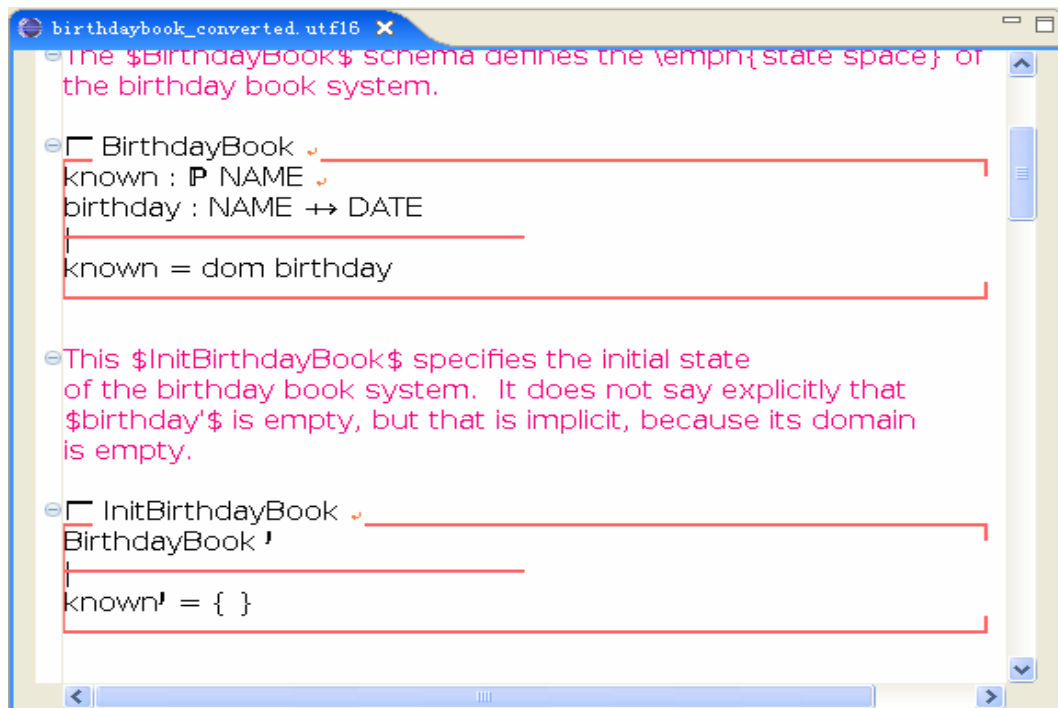 birthdaybook_converted.utf16
The $BirthdayBook$ schema defines the \emph{state space} of
the birthday book system.
BirthdayBook
known : ℙ NAME
birthday : NAME ⇸ DATE
|
known = dom birthday
This $InitBirthdayBook$ specifies the initial state
of the birthday book system.  It does not say explicitly that
$birthday'$ is empty, but that is implicit, because its domain
is empty.
InitBirthdayBook
BirthdayBook ′
|
known′ = { }